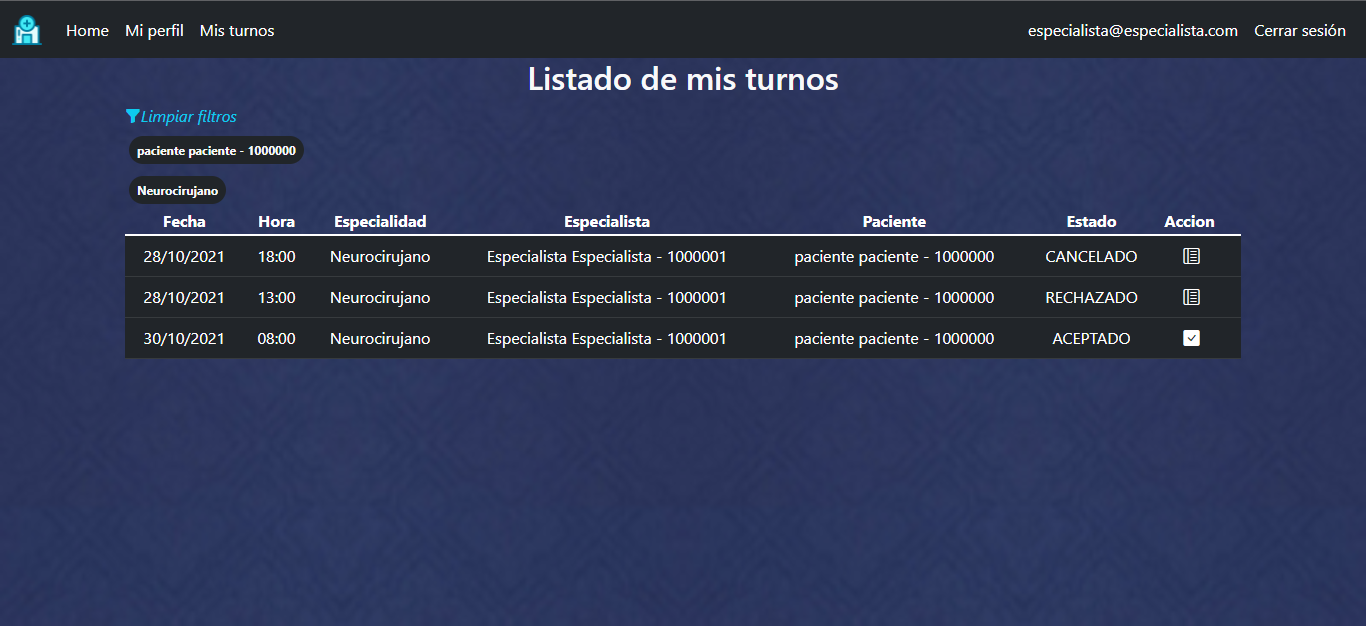 Home Mi perfil Mis turnos especialista@especialista.com Cerrar sesión
Listado de mis turnos
Limpiar filtros
paciente paciente - 1000000
Neurocirujano
Fecha Hora Especialidad Especialista Paciente Estado Accion
28/10/2021 18:00 Neurocirujano Especialista Especialista - 1000001 paciente paciente - 1000000 CANCELADO
28/10/2021 13:00 Neurocirujano Especialista Especialista - 1000001 paciente paciente - 1000000 RECHAZADO
30/10/2021 08:00 Neurocirujano Especialista Especialista - 1000001 paciente paciente - 1000000 ACEPTADO